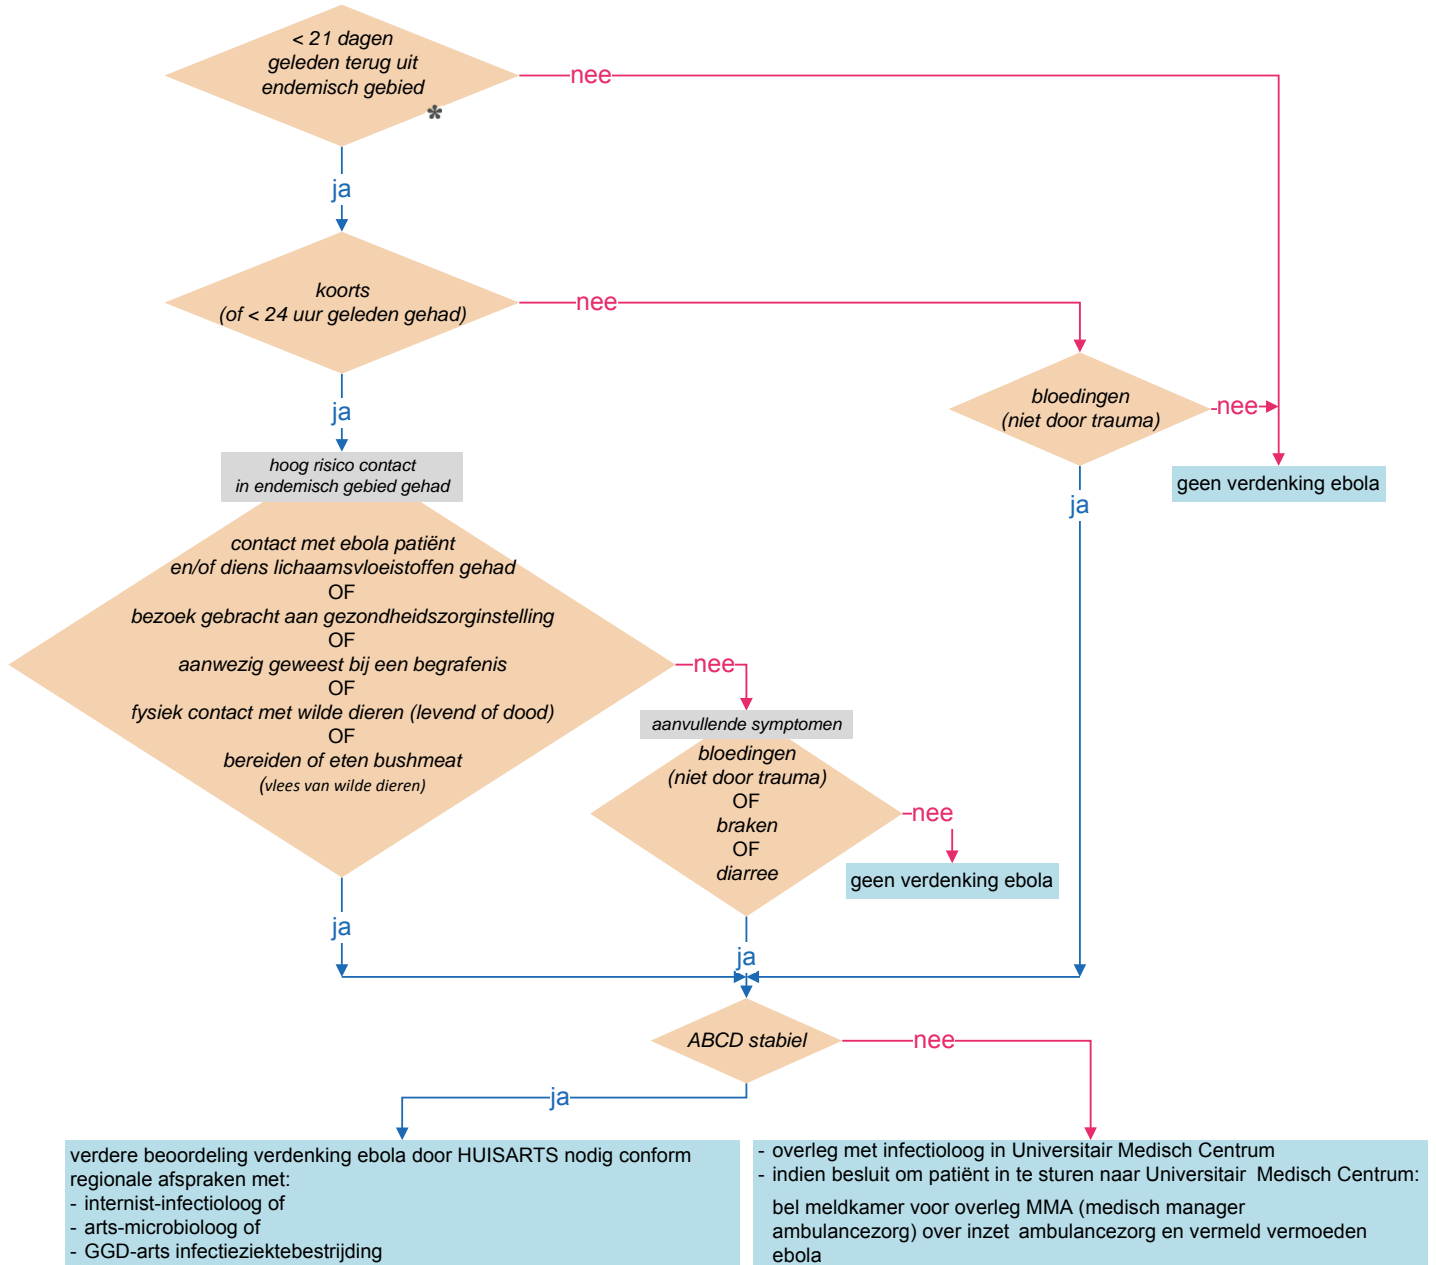 < 21 dagen
geleden terug uit
endemisch gebied
*
nee
ja
koorts
(of < 24 uur geleden gehad)
nee
ja
bloedingen
(niet door trauma)
nee
ja
geen verdenking ebola
hoog risico contact
in endemisch gebied gehad
contact met ebola patiënt
en/of diens lichaamsvloeistoffen gehad
OF
bezoek gebracht aan gezondheidszorginstelling
OF
aanwezig geweest bij een begrafenis
OF
fysiek contact met wilde dieren (levend of dood)
OF
bereiden of eten bushmeat
(vlees van wilde dieren)
nee
ja
aanvullende symptomen
bloedingen
(niet door trauma)
OF
braken
OF
diarree
nee
geen verdenking ebola
ja
ABCD stabiel
nee
ja
verdere beoordeling verdenking ebola door HUISARTS nodig conform
regionale afspraken met:
- internist-infectioloog of
- arts-microbioloog of
- GGD-arts infectieziektebestrijding
- overleg met infectioloog in Universitair Medisch Centrum
- indien besluit om patiënt in te sturen naar Universitair Medisch Centrum:
bel meldkamer voor overleg MMA (medisch manager
ambulancezorg) over inzet ambulancezorg en vermeld vermoeden
ebola